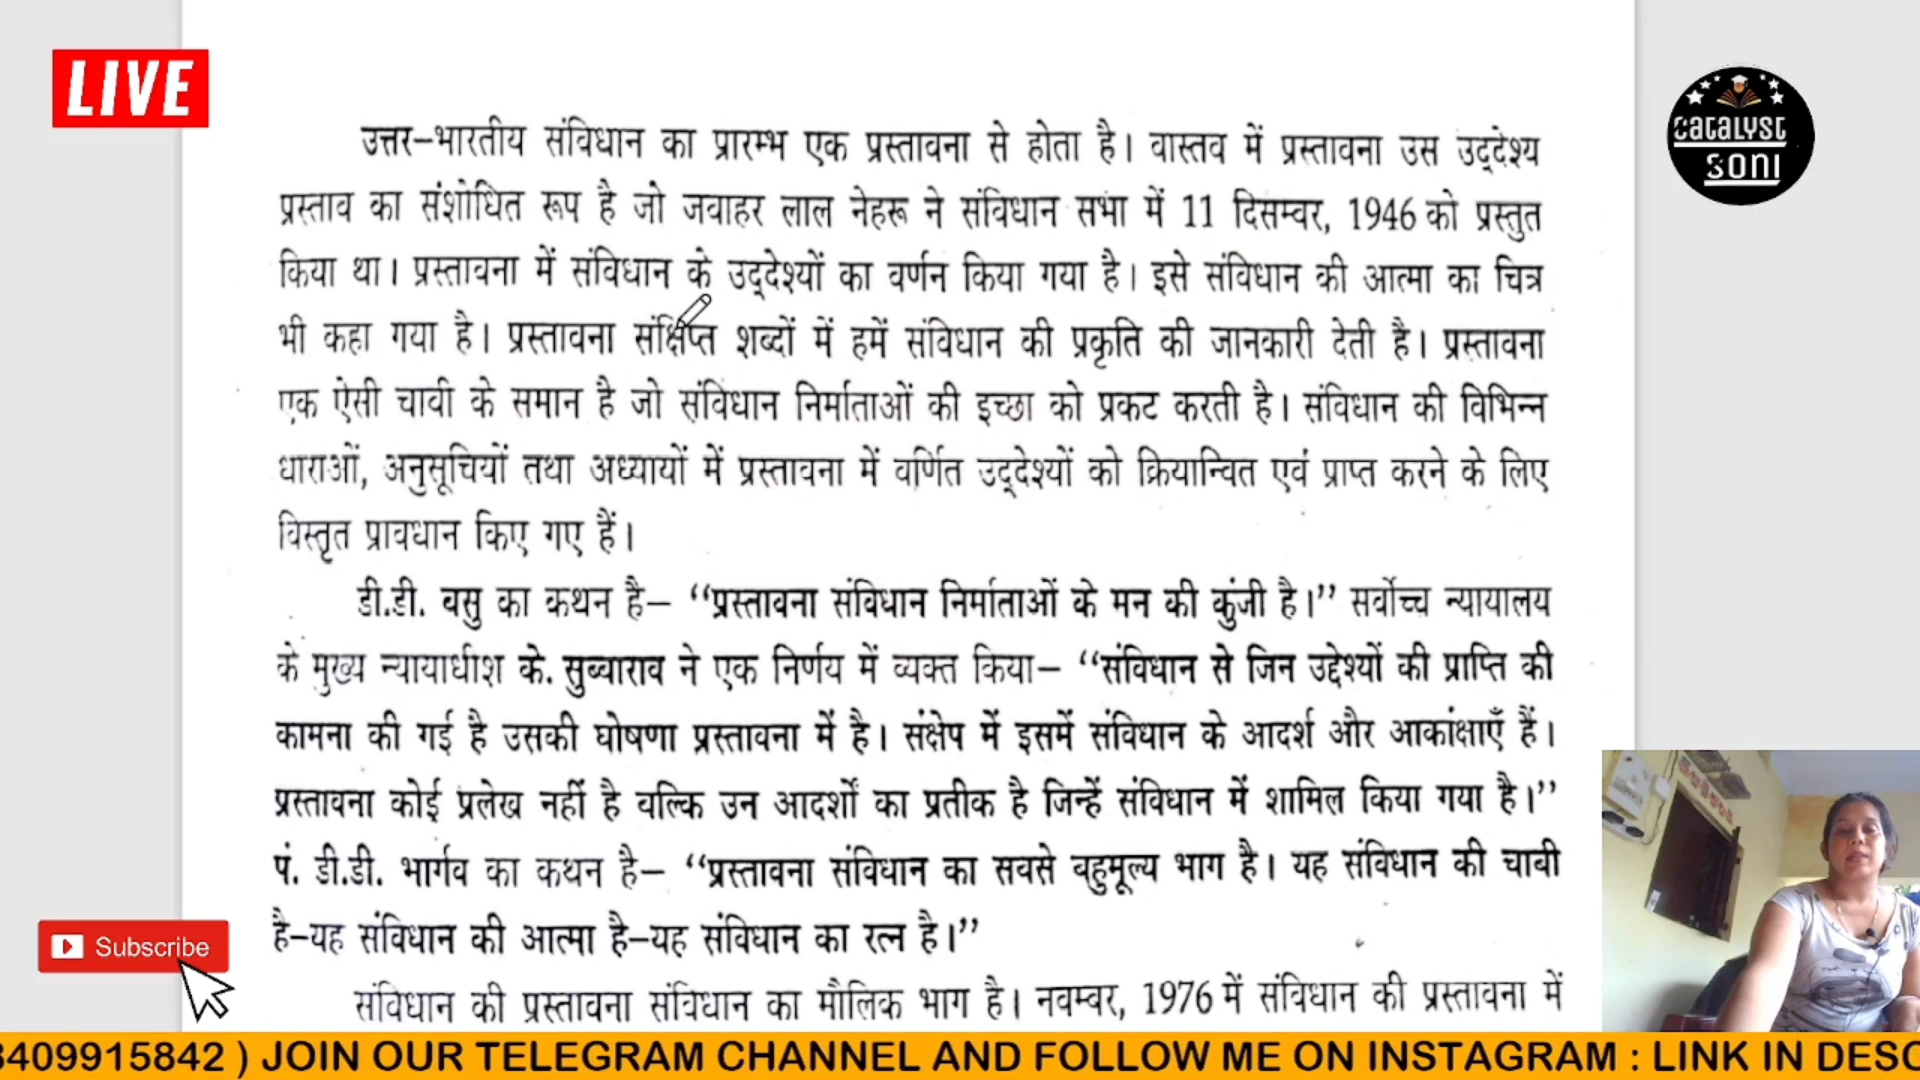 LIVE
CATALYST
SONI
उत्तर–भारतीय संविधान का प्रारम्भ एक प्रस्तावना से होता है। वास्तव में प्रस्तावना उस उद्देश्य
प्रस्ताव का संशोधित रूप है जो जवाहर लाल नेहरू ने संविधान सभा में 11 दिसम्बर, 1946 को प्रस्तुत
किया था। प्रस्तावना में संविधान के उद्देश्यों का वर्णन किया गया है। इसे संविधान की आत्मा का चित्र
भी कहा गया है। प्रस्तावना संक्षिप्त शब्दों में हमें संविधान की प्रकृति की जानकारी देती है। प्रस्तावना
एक ऐसी चाबी के समान है जो संविधान निर्माताओं की इच्छा को प्रकट करती है। संविधान की विभिन्न
धाराओं, अनुसूचियों तथा अध्यायों में प्रस्तावना में वर्णित उद्देश्यों को क्रियान्वित एवं प्राप्त करने के लिए
विस्तृत प्रावधान किए गए हैं।
डी.डी. बसु का कथन है– “प्रस्तावना संविधान निर्माताओं के मन की कुंजी है।” सर्वोच्च न्यायालय
के मुख्य न्यायाधीश के. सुब्बाराव ने एक निर्णय में व्यक्त किया– “संविधान से जिन उद्देश्यों की प्राप्ति की
कामना की गई है उसकी घोषणा प्रस्तावना में है। संक्षेप में इसमें संविधान के आदर्श और आकांक्षाएँ हैं।
प्रस्तावना कोई प्रलेख नहीं है बल्कि उन आदर्शों का प्रतीक है जिन्हें संविधान में शामिल किया गया है।”
पं. डी.डी. भार्गव का कथन है– “प्रस्तावना संविधान का सबसे बहुमूल्य भाग है। यह संविधान की चाबी
है–यह संविधान की आत्मा है–यह संविधान का रत्न है।”
संविधान की प्रस्तावना संविधान का मौलिक भाग है। नवम्बर, 1976 में संविधान की प्रस्तावना में
Subscribe
8409915842 ) JOIN OUR TELEGRAM CHANNEL AND FOLLOW ME ON INSTAGRAM : LINK IN DESC